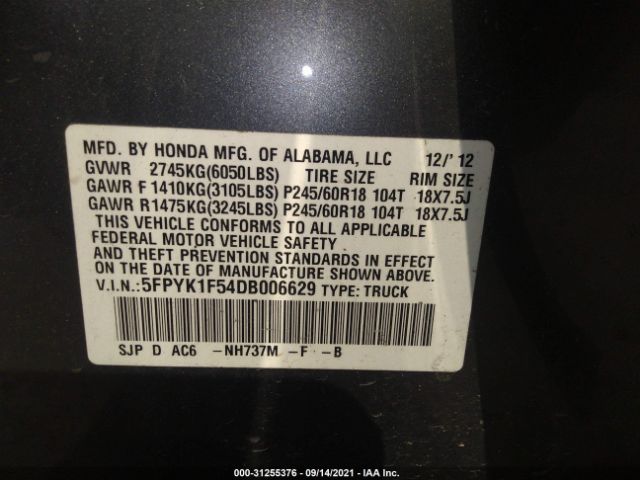 MFD. BY HONDA MFG. OF ALABAMA, LLC 12/' 12
GVWR 2745KG(6050LBS) TIRE SIZE RIM SIZE
GAWR F 1410KG(3105LBS) P245/60R18 104T 18X7.5J
GAWR R1475KG(3245LBS) P245/60R18 104T 18X7.5J
THIS VEHICLE CONFORMS TO ALL APPLICABLE
FEDERAL MOTOR VEHICLE SAFETY
AND THEFT PREVENTION STANDARDS IN EFFECT
ON THE DATE OF MANUFACTURE SHOWN ABOVE.
V.I.N.:5FPYK1F54DB006629 TYPE: TRUCK
SJP D AC6 -NH737M -F -B
000-31255376 - 09/14/2021 - IAA Inc.